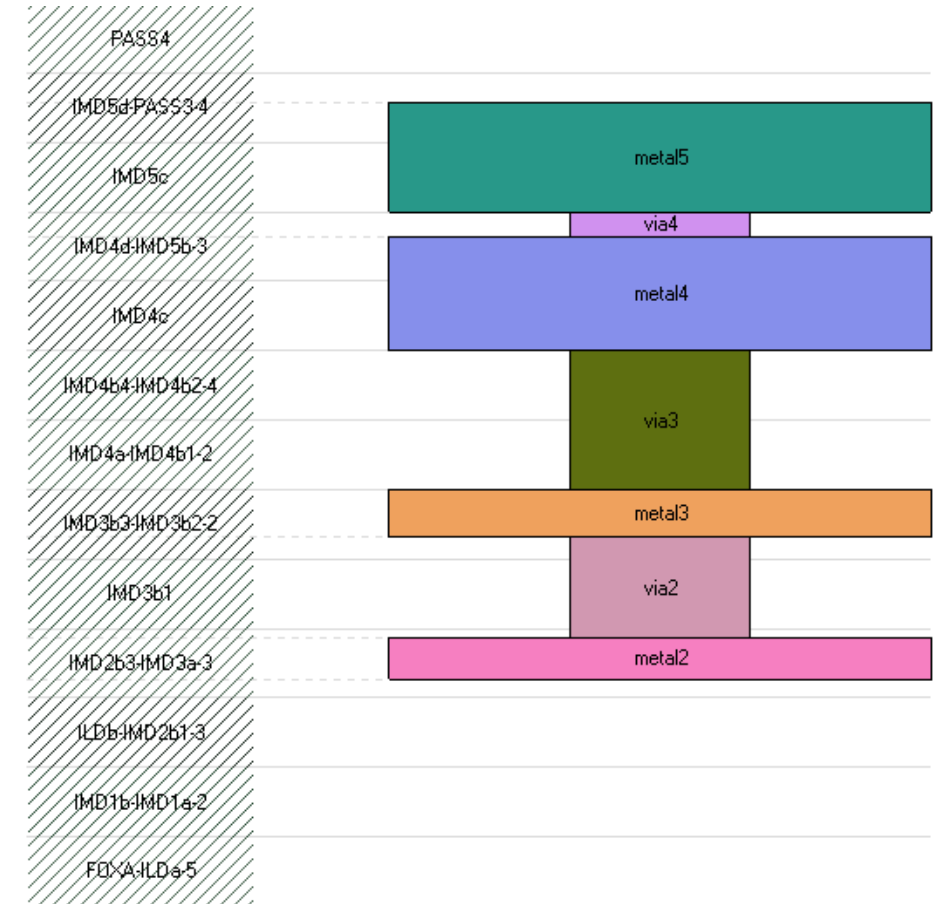 PASS4
IMD5d-PASS3-4
metal5
IMD5c
via4
IMD4d-IMD5b-3
metal4
IMD4c
IMD4b4-IMD4b2-4
via3
IMD4a-IMD4b1-2
metal3
IMD3b3-IMD3b2-2
via2
IMD3b1
metal2
IMD2b3-IMD3a-3
ILDb-IMD2b1-3
IMD1b-IMD1a-2
FOXA-ILDa-5